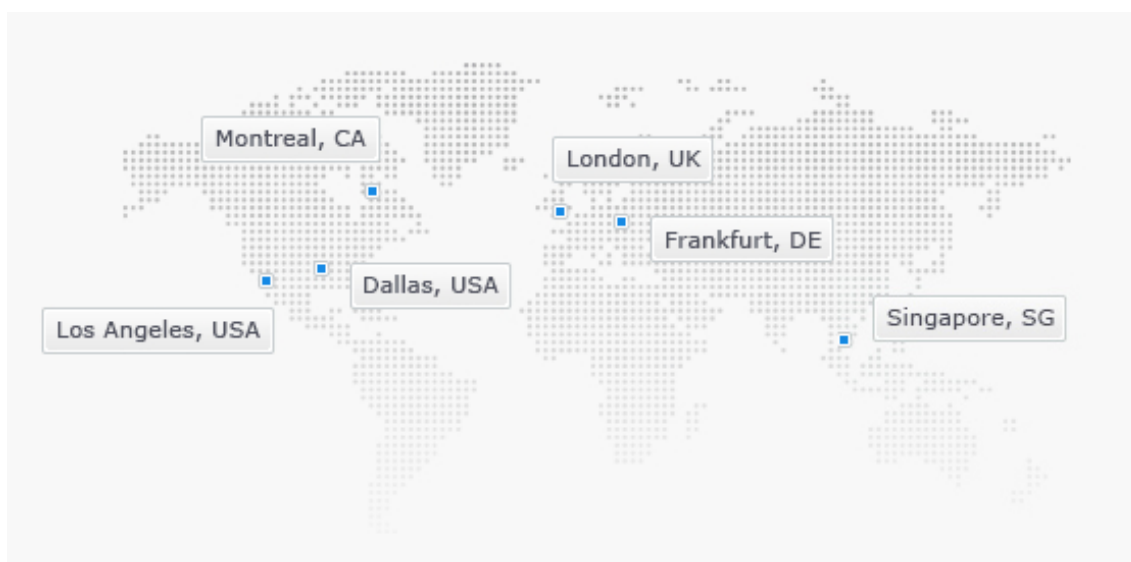 Montreal, CA
London, UK
Frankfurt, DE
Dallas, USA
Los Angeles, USA
Singapore, SG